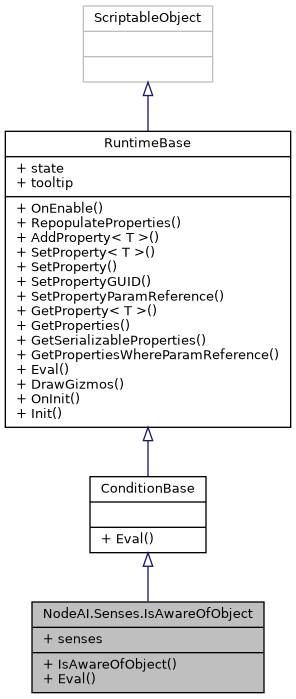 ScriptableObject
RuntimeBase
+ state
+ tooltip
+ OnEnable()
+ RepopulateProperties()
+ AddProperty< T >()
+ SetProperty< T >()
+ SetProperty()
+ SetPropertyGUID()
+ SetPropertyParamReference()
+ GetProperty< T >()
+ GetProperties()
+ GetSerializableProperties()
+ GetPropertiesWhereParamReference()
+ Eval()
+ DrawGizmos()
+ OnInit()
+ Init()
ConditionBase
+ Eval()
NodeAI.Senses.IsAwareOfObject
+ senses
+ IsAwareOfObject()
+ Eval()